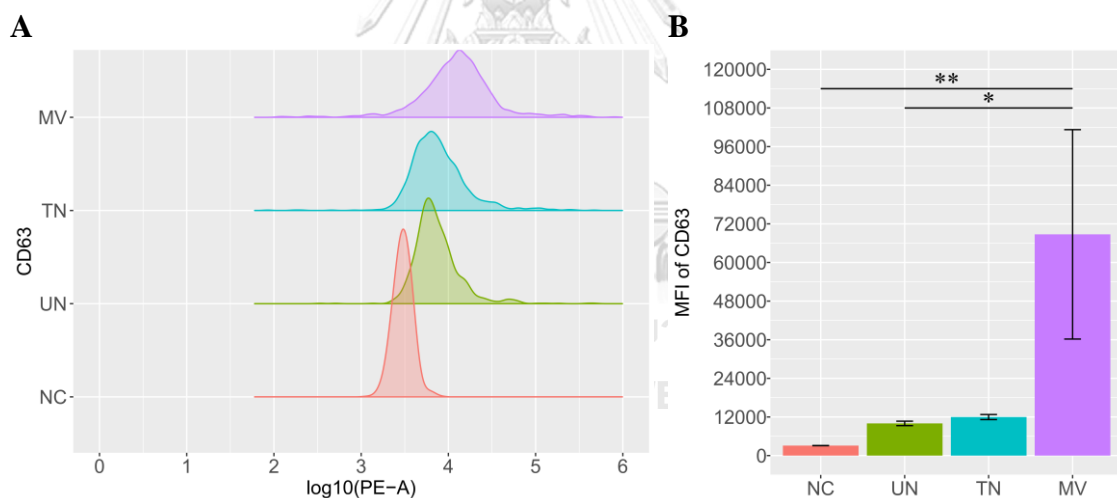 A
CD63
MV
TN
UN
NC
0 1 2 3 4 5 6
log10(PE−A)
B
MFI of CD63
120000
108000
96000
84000
72000
60000
48000
36000
24000
12000
0
**
*
NC UN TN MV